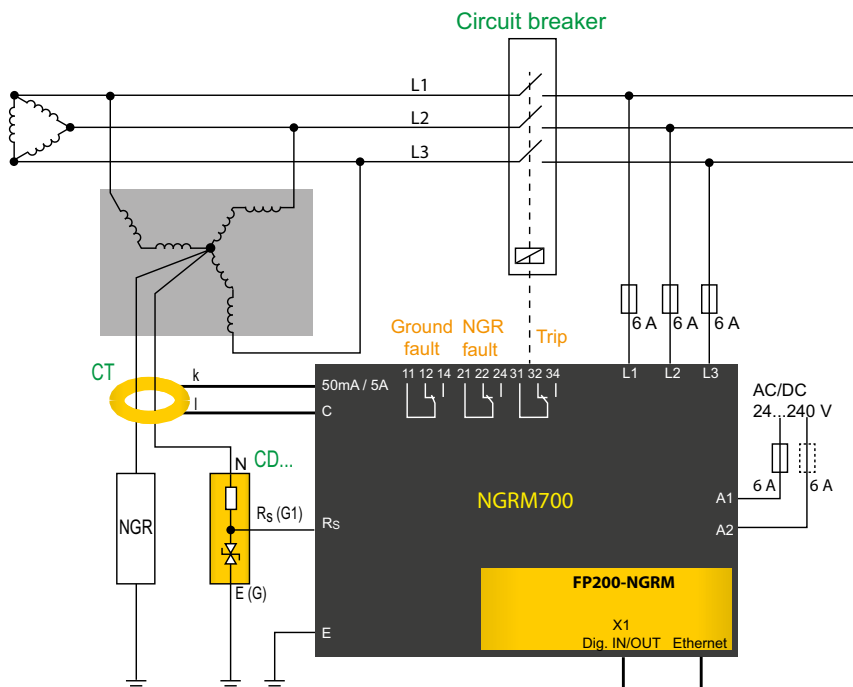 Circuit breaker
L1
L2
L3
6 A
6 A
6 A
Ground
fault
NGR
fault
Trip
11 12 14 21 22 24 31 32 34
L1
L2
L3
CT
k
l
50mA / 5A
C
AC/DC
24...240 V
6 A
6 A
N
CD...
NGR
RS (G1)
RS
E (G)
NGRM700
A1
A2
FP200-NGRM
X1
Dig. IN/OUT
Ethernet
E